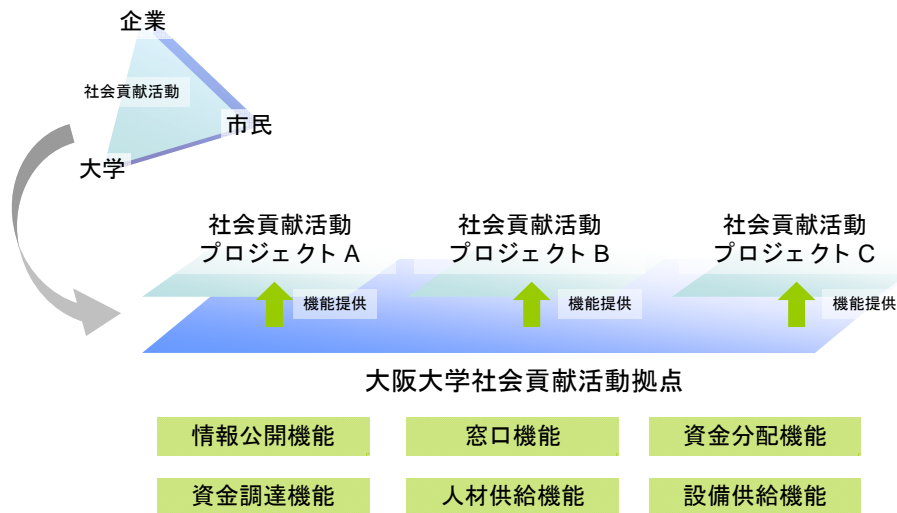 企業
社会貢献活動
市民
大学
社会貢献活動
プロジェクトA
社会貢献活動
プロジェクトB
社会貢献活動
プロジェクトC
機能提供
機能提供
機能提供
大阪大学社会貢献活動拠点
情報公開機能
窓口機能
資金分配機能
資金調達機能
人材供給機能
設備供給機能